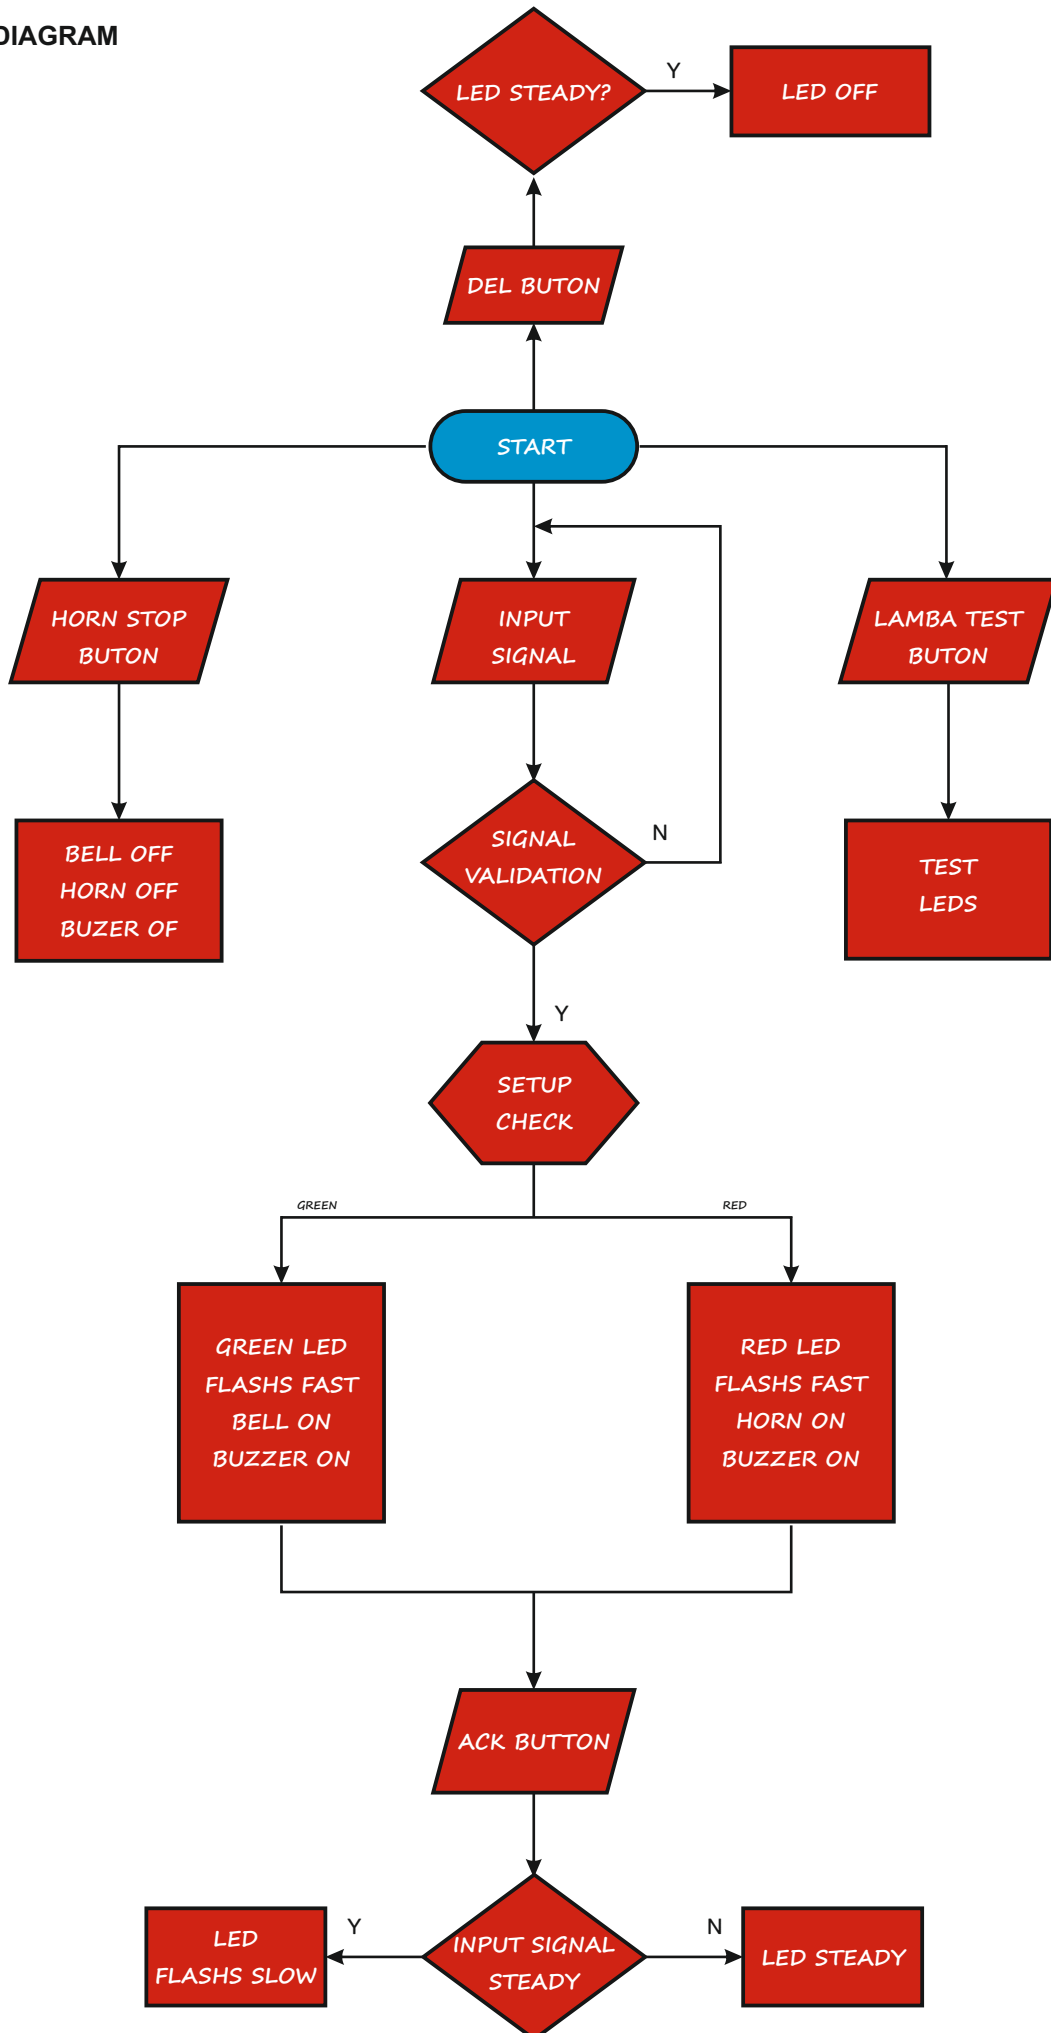 DIAGRAM
LED STEADY?
Y
LED OFF
DEL BUTON
START
HORN STOP
BUTON
INPUT
SIGNAL
LAMBA TEST
BUTON
BELL OFF
HORN OFF
BUZER OF
SIGNAL
VALIDATION
N
TEST
LEDS
Y
SETUP
CHECK
GREEN
RED
GREEN LED
FLASHS FAST
BELL ON
BUZZER ON
RED LED
FLASHS FAST
HORN ON
BUZZER ON
ACK BUTTON
LED
FLASHS SLOW
Y
INPUT SIGNAL
STEADY
N
LED STEADY